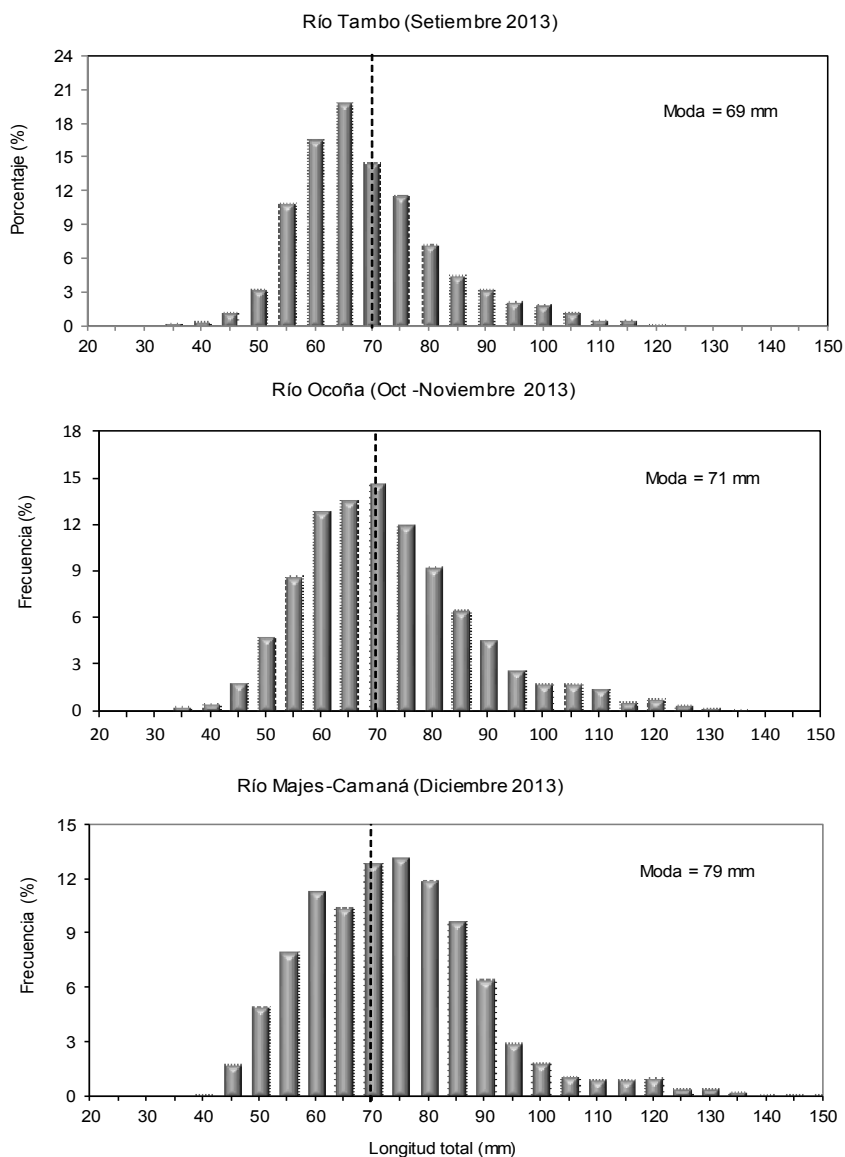 Río Tambo (Setiembre 2013)
24
21
18
15
12
9
6
3
0
Porcentaje (%)
Moda = 69 mm
20 30 40 50 60 70 80 90 100 110 120 130 140 150
Río Ocoña (Oct -Noviembre 2013)
18
15
12
9
6
3
0
Frecuencia (%)
Moda = 71 mm
20 30 40 50 60 70 80 90 100 110 120 130 140 150
Río Majes-Camaná (Diciembre 2013)
15
12
9
6
3
0
Frecuencia (%)
Moda = 79 mm
20 30 40 50 60 70 80 90 100 110 120 130 140 150
Longitud total (mm)